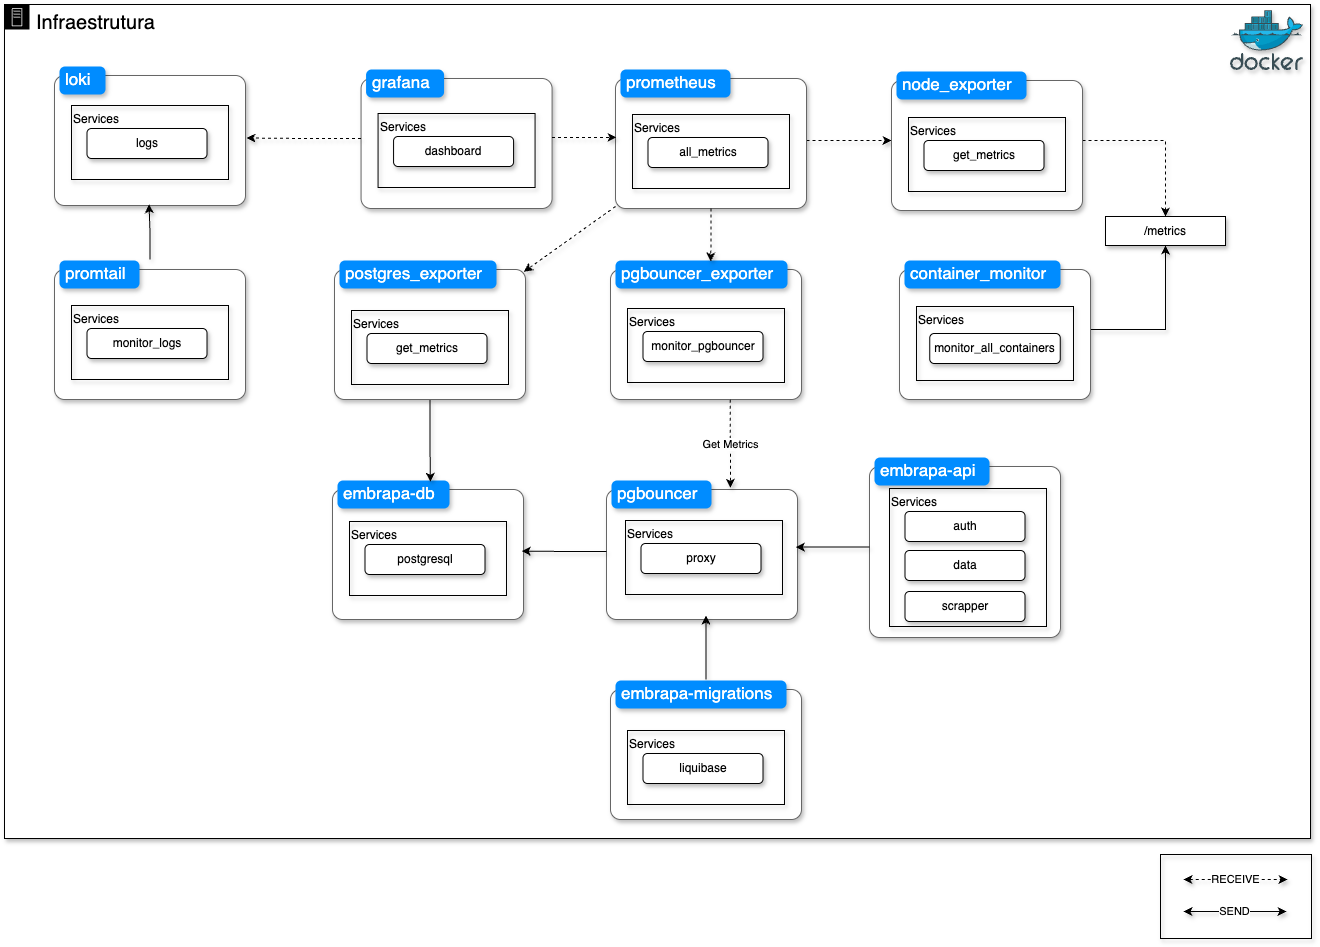 Infraestrutura
docker
loki
Services
logs
grafana
Services
dashboard
prometheus
Services
all_metrics
node_exporter
Services
get_metrics
/metrics
promtail
Services
monitor_logs
postgres_exporter
Services
get_metrics
pgbouncer_exporter
Services
monitor_pgbouncer
container_monitor
Services
monitor_all_containers
Get Metrics
embrapa-db
Services
postgresql
pgbouncer
Services
proxy
embrapa-api
Services
auth
data
scrapper
embrapa-migrations
Services
liquibase
RECEIVE
SEND